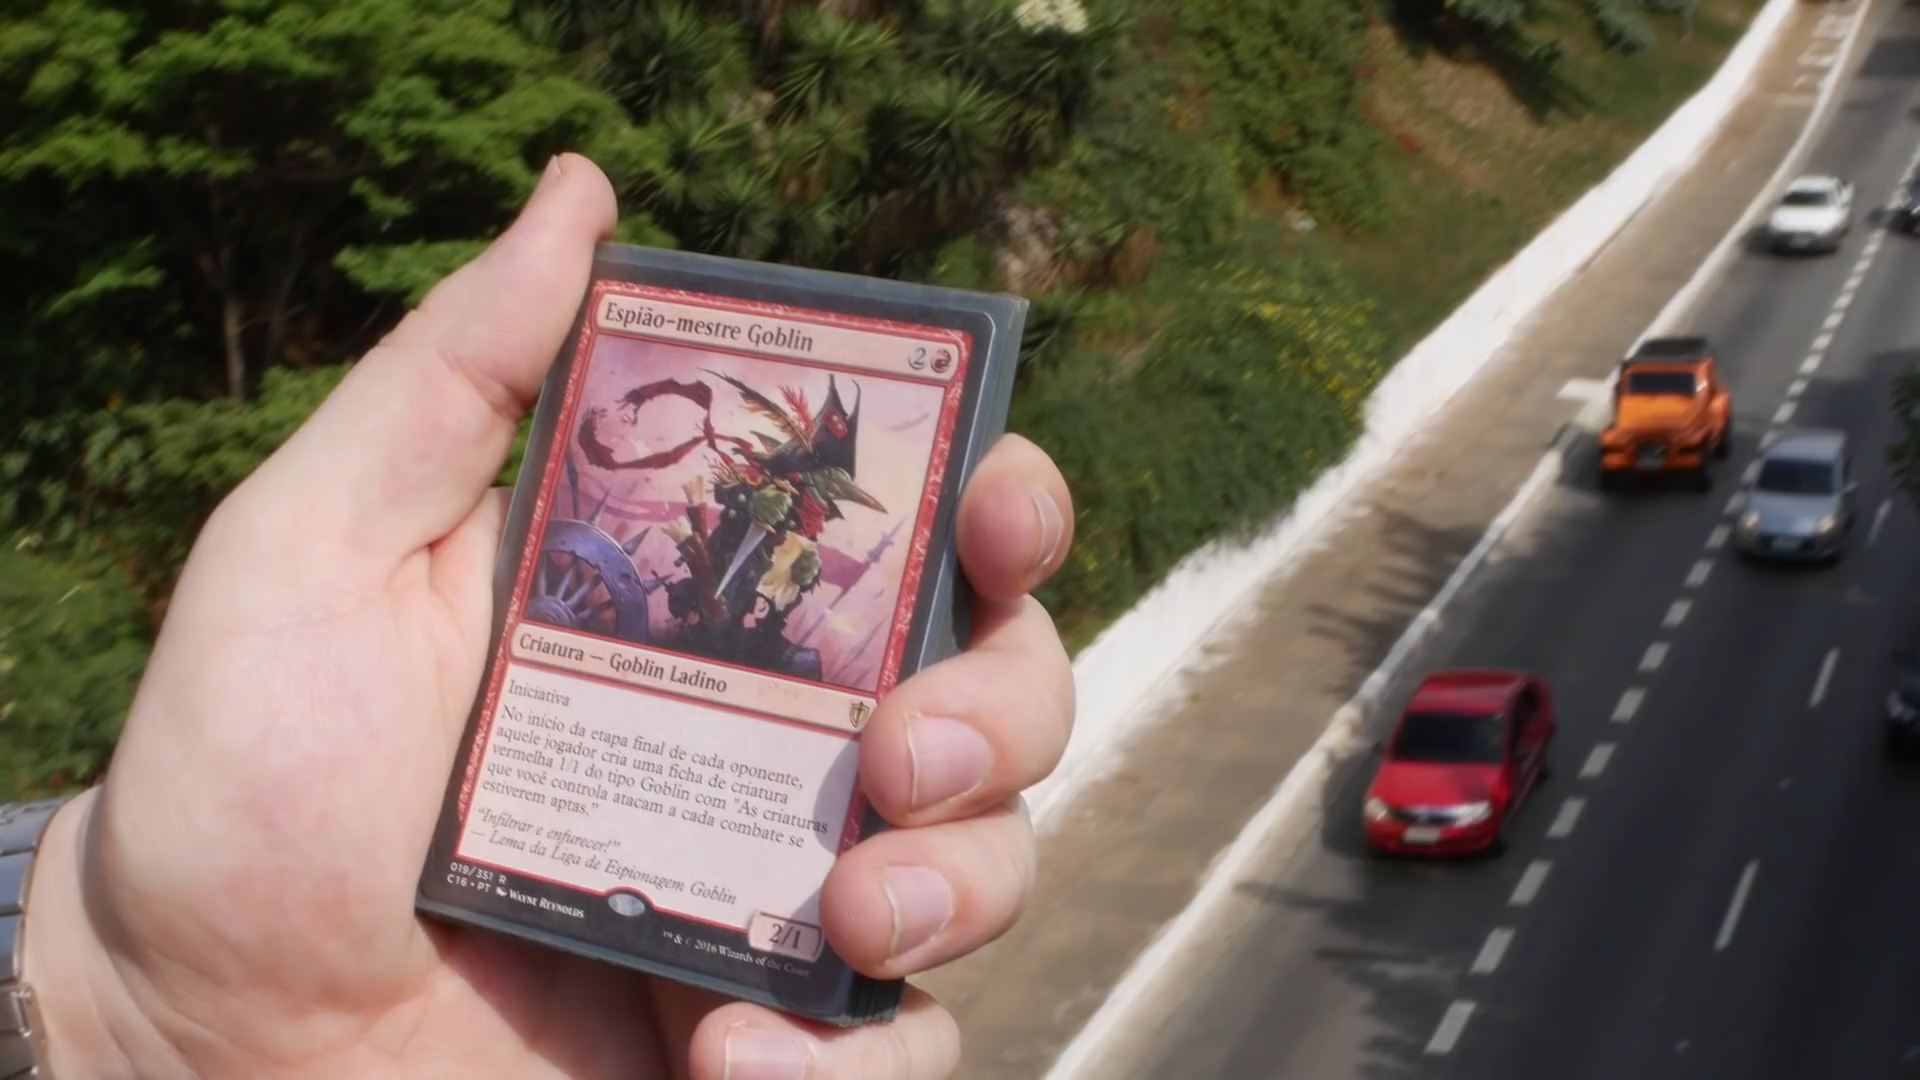 Espião-mestre Goblin
2
Criatura — Goblin Ladino
Iniciativa
No início da etapa final de cada oponente,
aquele jogador cria uma ficha de criatura
vermelha 1/1 do tipo Goblin com "As criaturas
que você controla atacam a cada combate se
estiverem aptas."
"Infiltrar e enfurecer!"
— Lema da Liga de Espionagem Goblin
019/351 R
C16 • PT WAYNE REYNOLDS
™ & © 2016 Wizards of the Coast
2/1